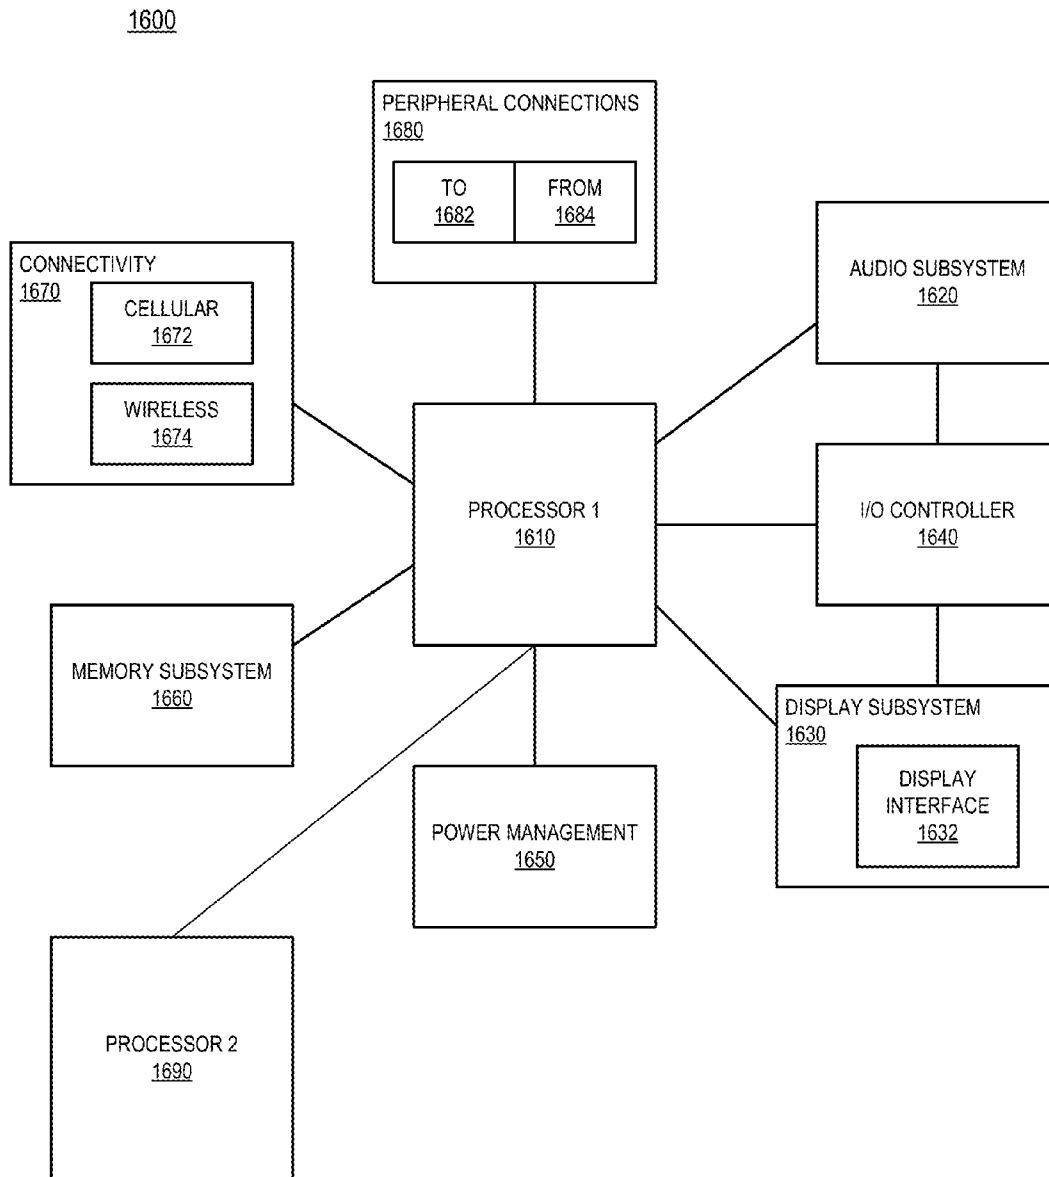 1600
PERIPHERAL CONNECTIONS
1680
TO
1682
FROM
1684
CONNECTIVITY
1670
CELLULAR
1672
WIRELESS
1674
AUDIO SUBSYSTEM
1620
PROCESSOR 1
1610
I/O CONTROLLER
1640
MEMORY SUBSYSTEM
1660
DISPLAY SUBSYSTEM
1630
DISPLAY
INTERFACE
1632
POWER MANAGEMENT
1650
PROCESSOR 2
1690